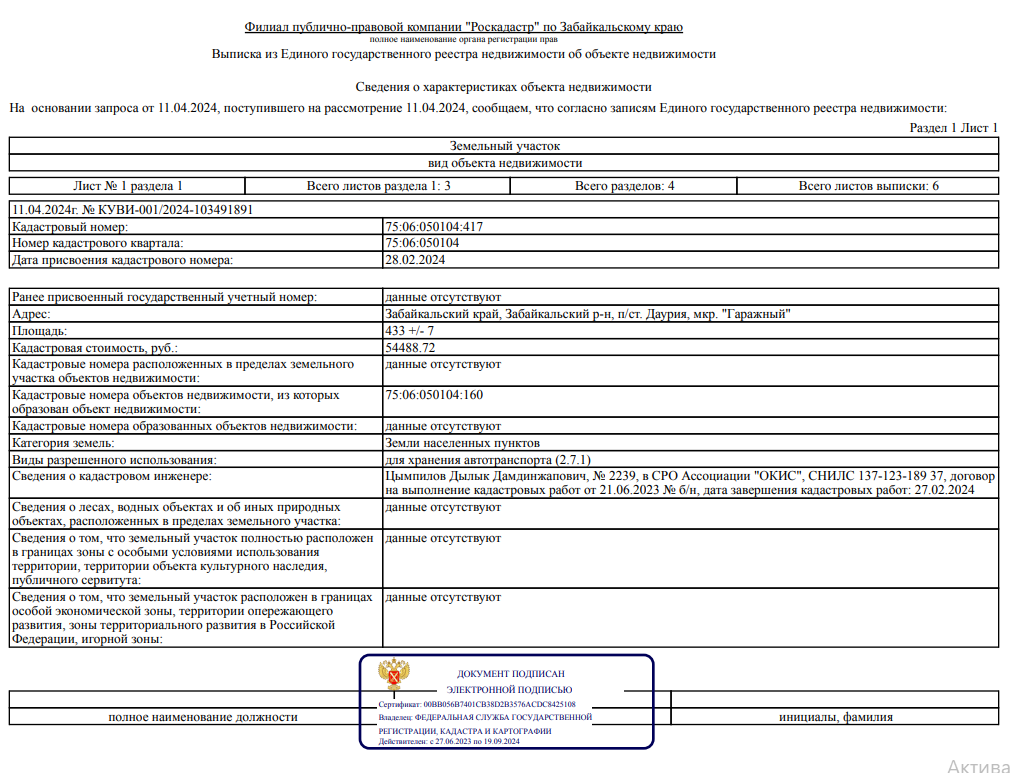 Филиал публично-правовой компании "Роскадастр" по Забайкальскому краю
полное наименование органа регистрации прав
Выписка из Единого государственного реестра недвижимости об объекте недвижимости
Сведения о характеристиках объекта недвижимости
На основании запроса от 11.04.2024, поступившего на рассмотрение 11.04.2024, сообщаем, что согласно записям Единого государственного реестра недвижимости:
Раздел 1 Лист 1
Земельный участок
вид объекта недвижимости
Лист № 1 раздела 1 Всего листов раздела 1: 3 Всего разделов: 4 Всего листов выписки: 6
11.04.2024г. № КУВИ-001/2024-103491891
Кадастровый номер: 75:06:050104:417
Номер кадастрового квартала: 75:06:050104
Дата присвоения кадастрового номера: 28.02.2024
Ранее присвоенный государственный учетный номер: данные отсутствуют
Адрес: Забайкальский край, Забайкальский р-н, п/ст. Даурия, мкр. "Гаражный"
Площадь: 433 +/- 7
Кадастровая стоимость, руб.: 54488.72
Кадастровые номера расположенных в пределах земельного данные отсутствуют
участка объектов недвижимости:
Кадастровые номера объектов недвижимости, из которых 75:06:050104:160
образован объект недвижимости:
Кадастровые номера образованных объектов недвижимости: данные отсутствуют
Категория земель: Земли населенных пунктов
Виды разрешенного использования: для хранения автотранспорта (2.7.1)
Сведения о кадастровом инженере: Цымпилов Дылык Дамдинжапович, № 2239, в СРО Ассоциации "ОКИС", СНИЛС 137-123-189 37, договор
на выполнение кадастровых работ от 21.06.2023 № б/н, дата завершения кадастровых работ: 27.02.2024
Сведения о лесах, водных объектах и об иных природных данные отсутствуют
объектах, расположенных в пределах земельного участка:
Сведения о том, что земельный участок полностью расположен данные отсутствуют
в границах зоны с особыми условиями использования
территории, территории объекта культурного наследия,
публичного сервитута:
Сведения о том, что земельный участок расположен в границах данные отсутствуют
особой экономической зоны, территории опережающего
развития, зоны территориального развития в Российской
Федерации, игорной зоны:
ДОКУМЕНТ ПОДПИСАН
ЭЛЕКТРОННОЙ ПОДПИСЬЮ
Сертификат: 00BB056B7401CB38D2B3576ACDC8425108
Владелец: ФЕДЕРАЛЬНАЯ СЛУЖБА ГОСУДАРСТВЕННОЙ
РЕГИСТРАЦИИ, КАДАСТРА И КАРТОГРАФИИ
Действителен: с 27.06.2023 по 19.09.2024
полное наименование должности инициалы, фамилия
Актива